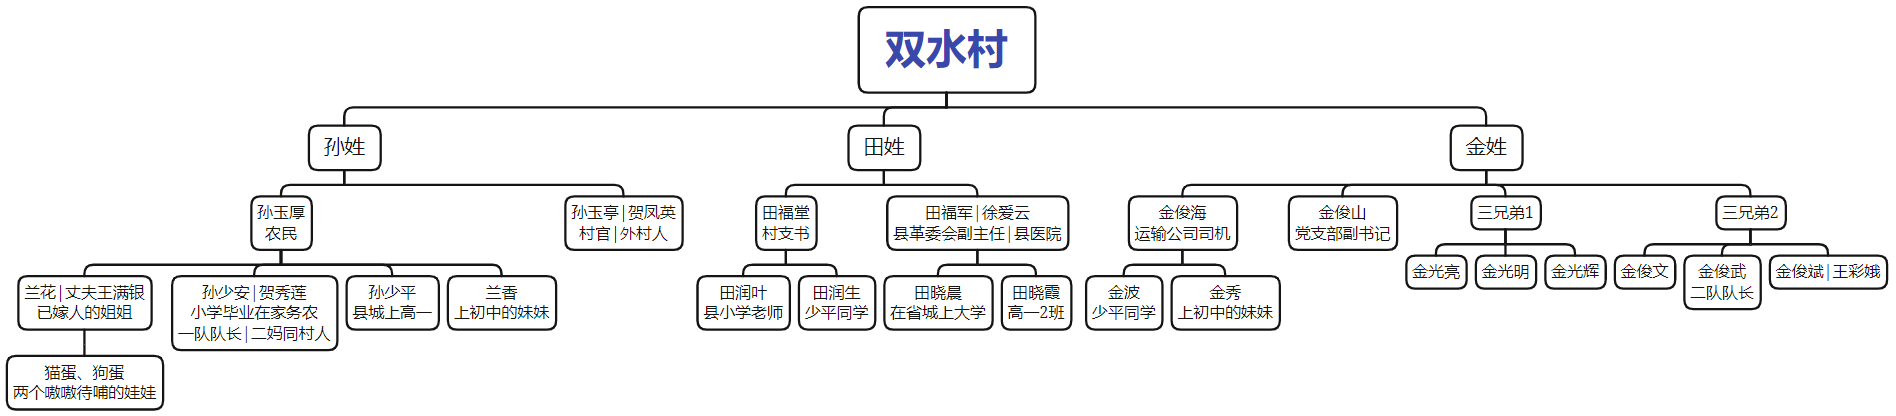 双水村
孙姓
田姓
金姓
孙玉厚
农民
孙玉亭|贺凤英
村官|外村人
田福堂
村支书
田福军|徐爱云
县革委会副主任|县医院
金俊海
运输公司司机
金俊山
党支部副书记
三兄弟1
三兄弟2
兰花|丈夫王满银
已嫁人的姐姐
孙少安|贺秀莲
小学毕业在家务农
一队队长|二妈同村人
孙少平
县城上高一
兰香
上初中的妹妹
田润叶
县小学老师
田润生
少平同学
田晓晨
在省城上大学
田晓霞
高一2班
金波
少平同学
金秀
上初中的妹妹
金光亮
金光明
金光辉
金俊文
金俊武
二队队长
金俊斌|王彩娥
猫蛋、狗蛋
两个嗷嗷待哺的娃娃